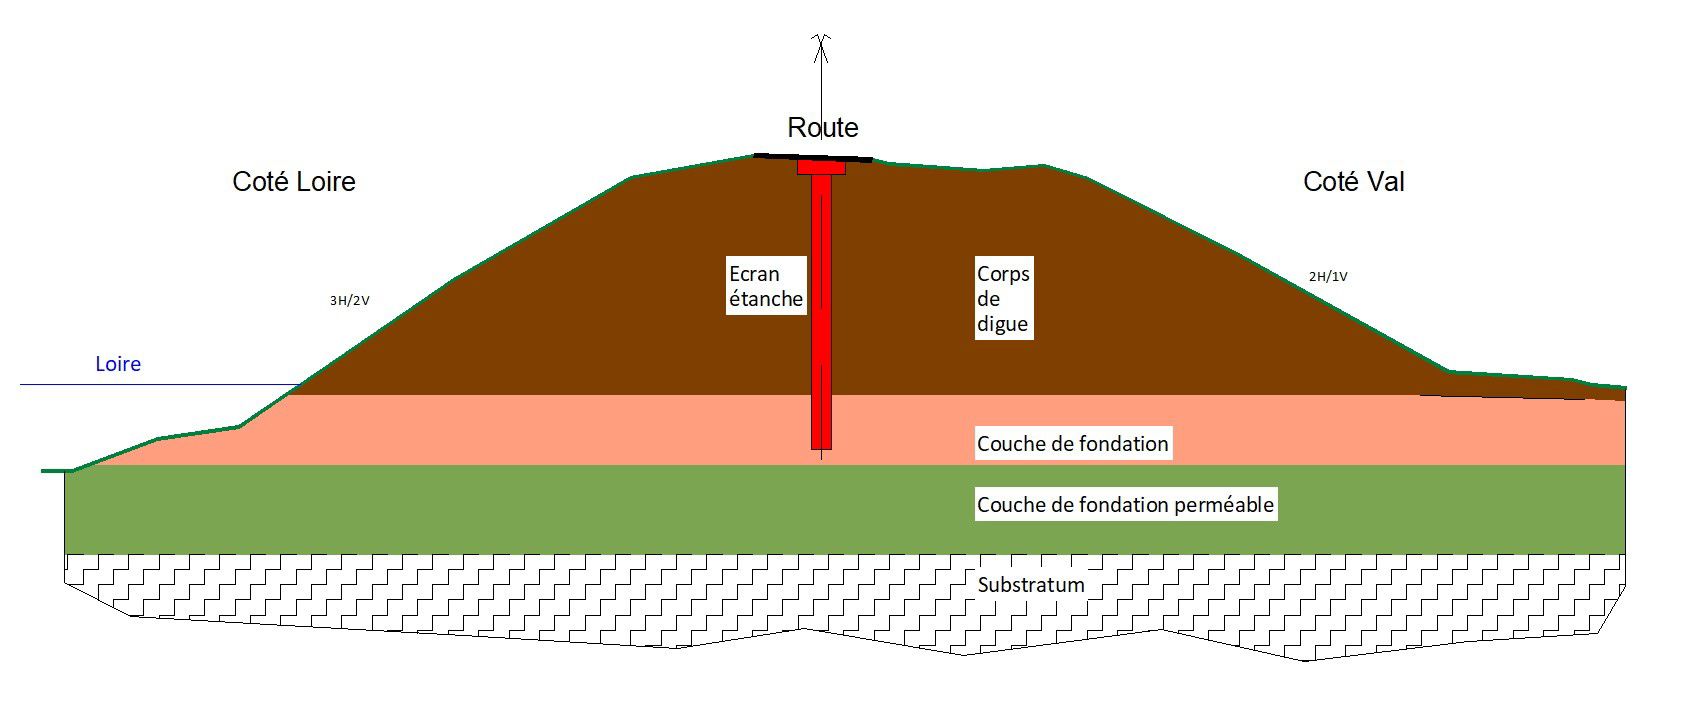 Route
Coté Loire
Coté Val
Ecran
étanche
Corps
de
digue
3H/2V
2H/1V
Loire
Couche de fondation
Couche de fondation perméable
Substratum